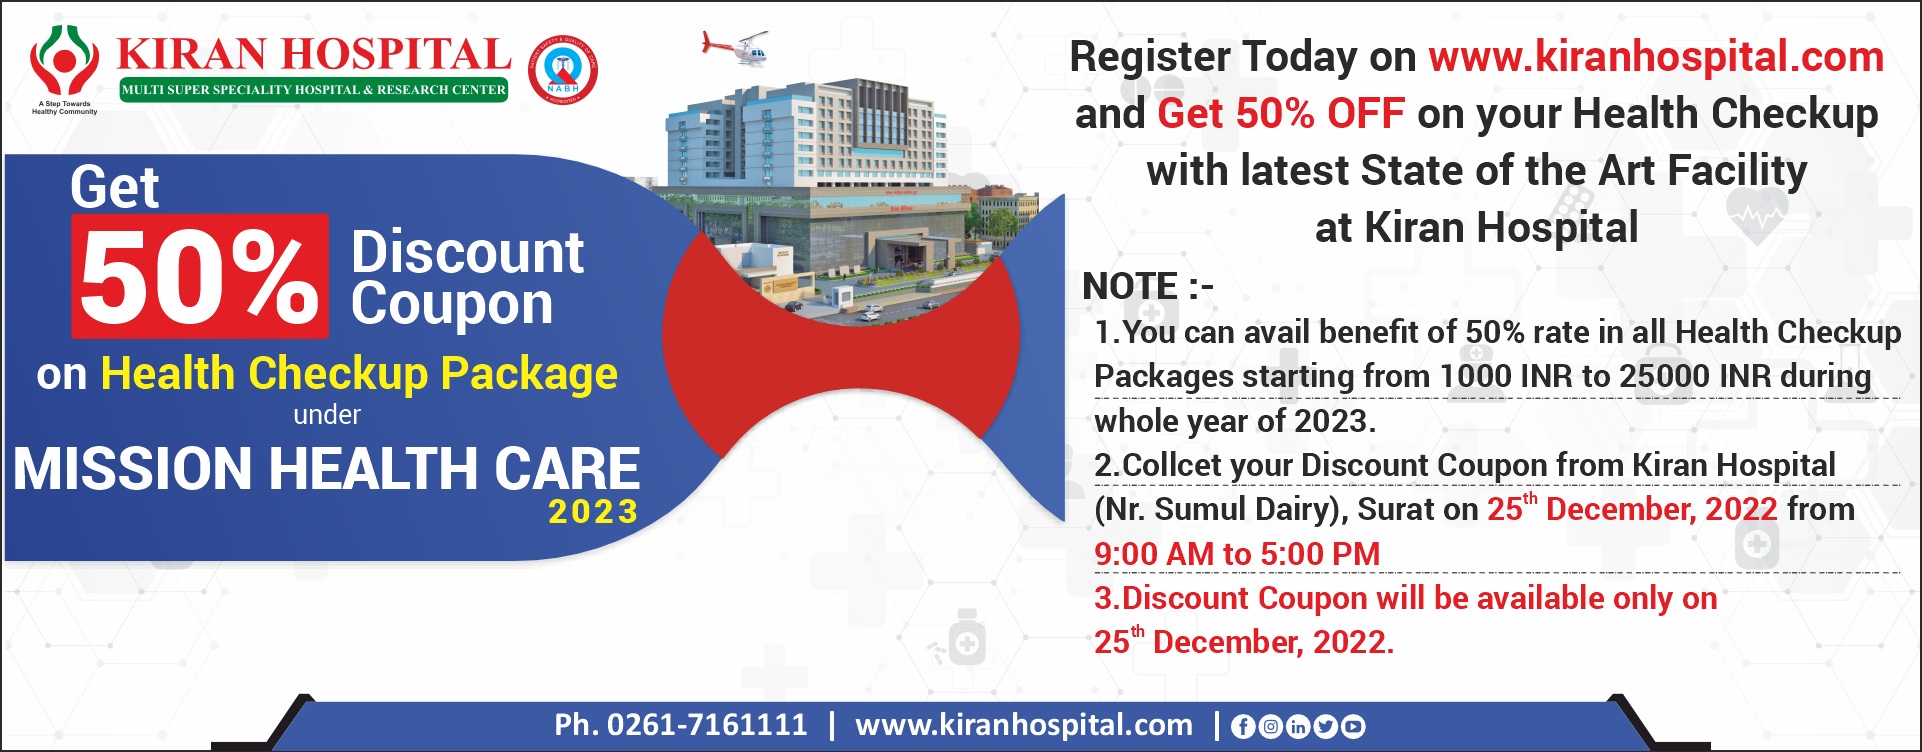 KIRAN HOSPITAL
MULTI SUPER SPECIALITY HOSPITAL & RESEARCH CENTER
A Step Towards
Healthy Community
PATIENT SAFETY & QUALITY OF CARE
NABH
ACCREDITED
Get
50%
Discount
Coupon
on Health Checkup Package
under
MISSION HEALTH CARE
2023
Register Today on www.kiranhospital.com
and Get 50% OFF on your Health Checkup
with latest State of the Art Facility
at Kiran Hospital
NOTE :-
1.You can avail benefit of 50% rate in all Health Checkup
Packages starting from 1000 INR to 25000 INR during
whole year of 2023.
2.Collcet your Discount Coupon from Kiran Hospital
(Nr. Sumul Dairy), Surat on 25th December, 2022 from
9:00 AM to 5:00 PM
3.Discount Coupon will be available only on
25th December, 2022.
Ph. 0261-7161111 | www.kiranhospital.com |